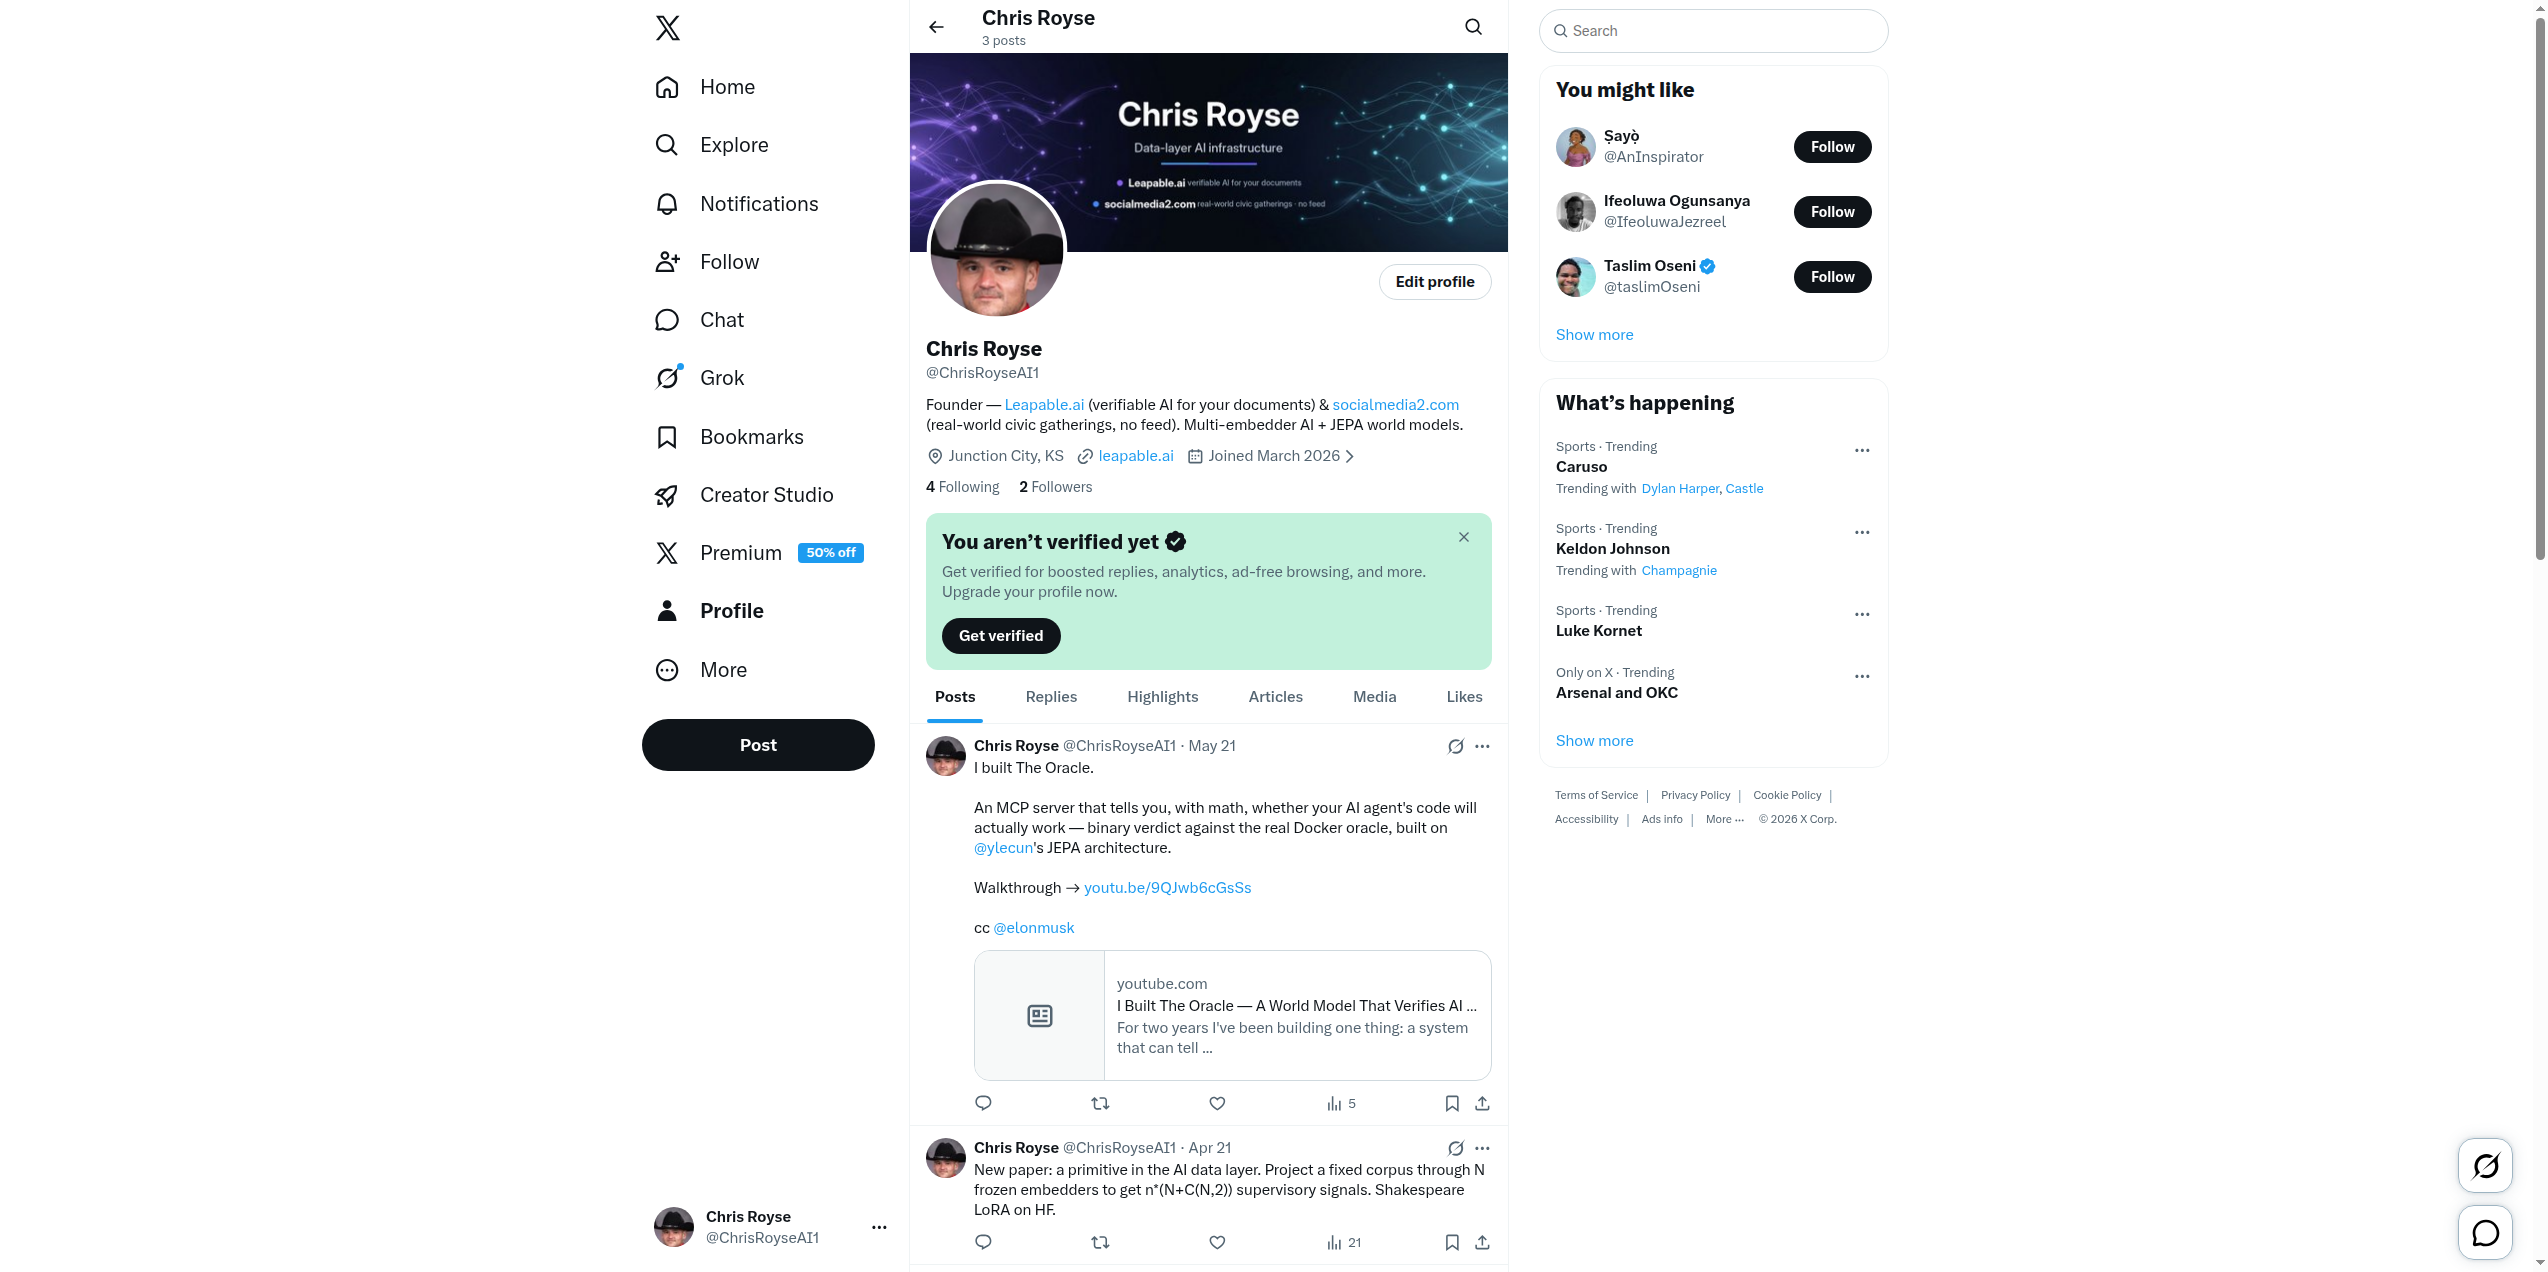 Home
Explore
Notifications
Follow
Chat
Grok
Bookmarks
Creator Studio
Premium 50% off
Profile
More
Post
Chris Royse
@ChrisRoyseAI1
Chris Royse
3 posts
Chris Royse
Data-layer AI infrastructure
Leapable.ai verifiable AI for your documents
socialmedia2.com real-world civic gatherings · no feed
Edit profile
Chris Royse
@ChrisRoyseAI1
Founder — Leapable.ai (verifiable AI for your documents) & socialmedia2.com
(real-world civic gatherings, no feed). Multi-embedder AI + JEPA world models.
Junction City, KS leapable.ai Joined March 2026
4 Following 2 Followers
You aren’t verified yet
Get verified for boosted replies, analytics, ad-free browsing, and more.
Upgrade your profile now.
Get verified
Posts Replies Highlights Articles Media Likes
Chris Royse @ChrisRoyseAI1 · May 21
I built The Oracle.
An MCP server that tells you, with math, whether your AI agent's code will
actually work — binary verdict against the real Docker oracle, built on
@ylecun's JEPA architecture.
Walkthrough → youtu.be/9QJwb6cGsSs
cc @elonmusk
youtube.com
I Built The Oracle — A World Model That Verifies AI ...
For two years I've been building one thing: a system
that can tell ...
5
Chris Royse @ChrisRoyseAI1 · Apr 21
New paper: a primitive in the AI data layer. Project a fixed corpus through N
frozen embedders to get n*(N+C(N,2)) supervisory signals. Shakespeare
LoRA on HF.
21
Search
You might like
Ṣayọ̀
@AnInspirator
Follow
Ifeoluwa Ogunsanya
@IfeoluwaJezreel
Follow
Taslim Oseni
@taslimOseni
Follow
Show more
What’s happening
Sports · Trending
Caruso
Trending with Dylan Harper, Castle
Sports · Trending
Keldon Johnson
Trending with Champagnie
Sports · Trending
Luke Kornet
Only on X · Trending
Arsenal and OKC
Show more
Terms of Service | Privacy Policy | Cookie Policy |
Accessibility | Ads info | More ··· © 2026 X Corp.